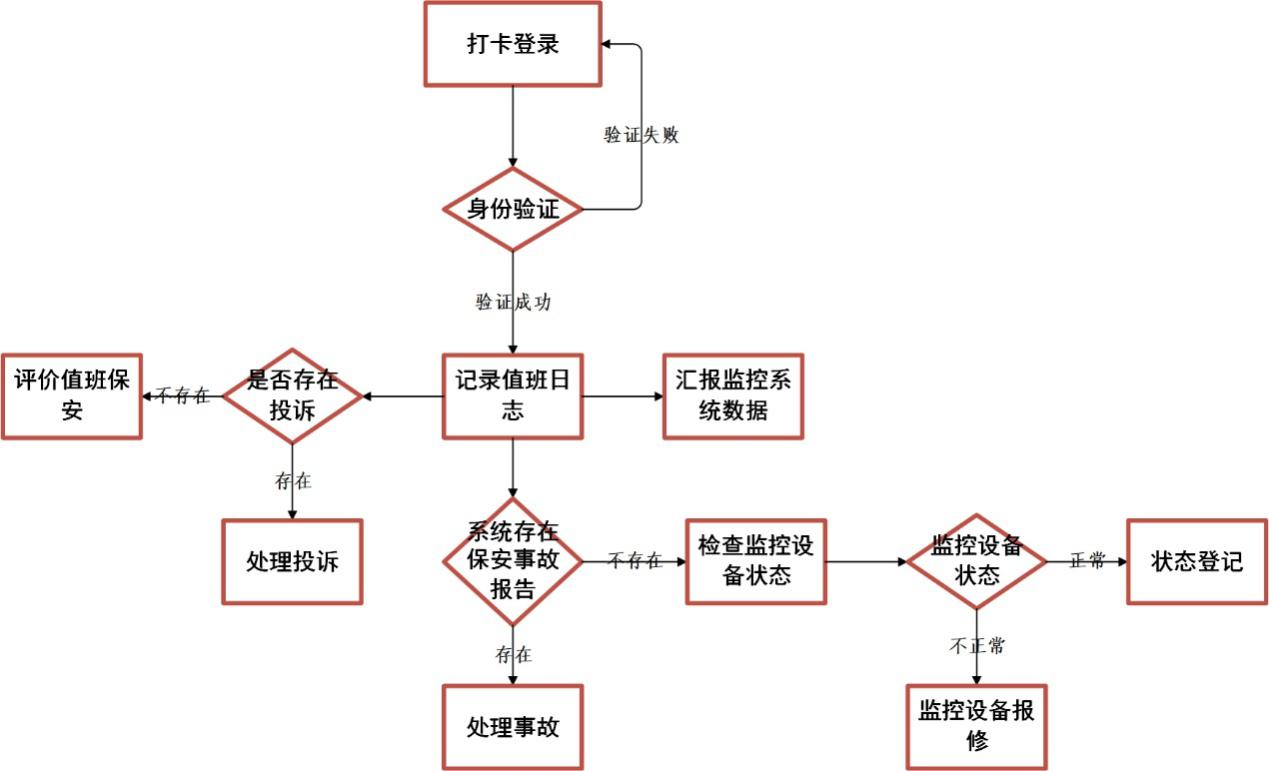 打卡登录
验证失败
身份验证
验证成功
评价值班保
安
不存在
是否存在
投诉
记录值班日
志
汇报监控系
统数据
存在
处理投诉
系统存在
保安事故
报告
不存在
检查监控设
备状态
监控设备
状态
正常
状态登记
存在
不正常
处理事故
监控设备报
修